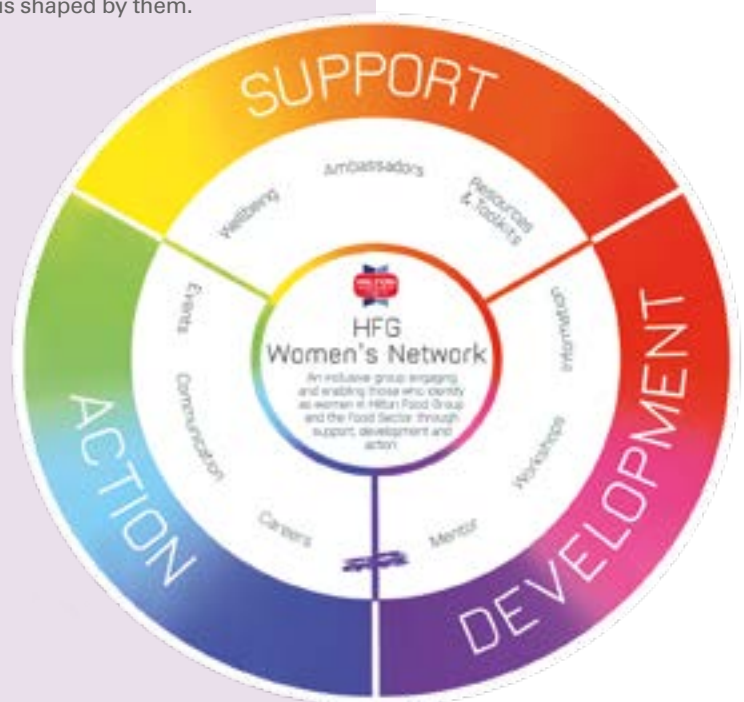 is shaped by them.
SUPPORT
Wellbeing
Ambassadors
Resources
& Toolkits
DEVELOPMENT
Information
Workshops
Mentor
ACTION
Events
Communication
Careers
HILTON
HFG
Women's Network
An inclusive group engaging
and enabling those who identify
as women in Hilton Food Group
and the Food Sector through
support, development and
action